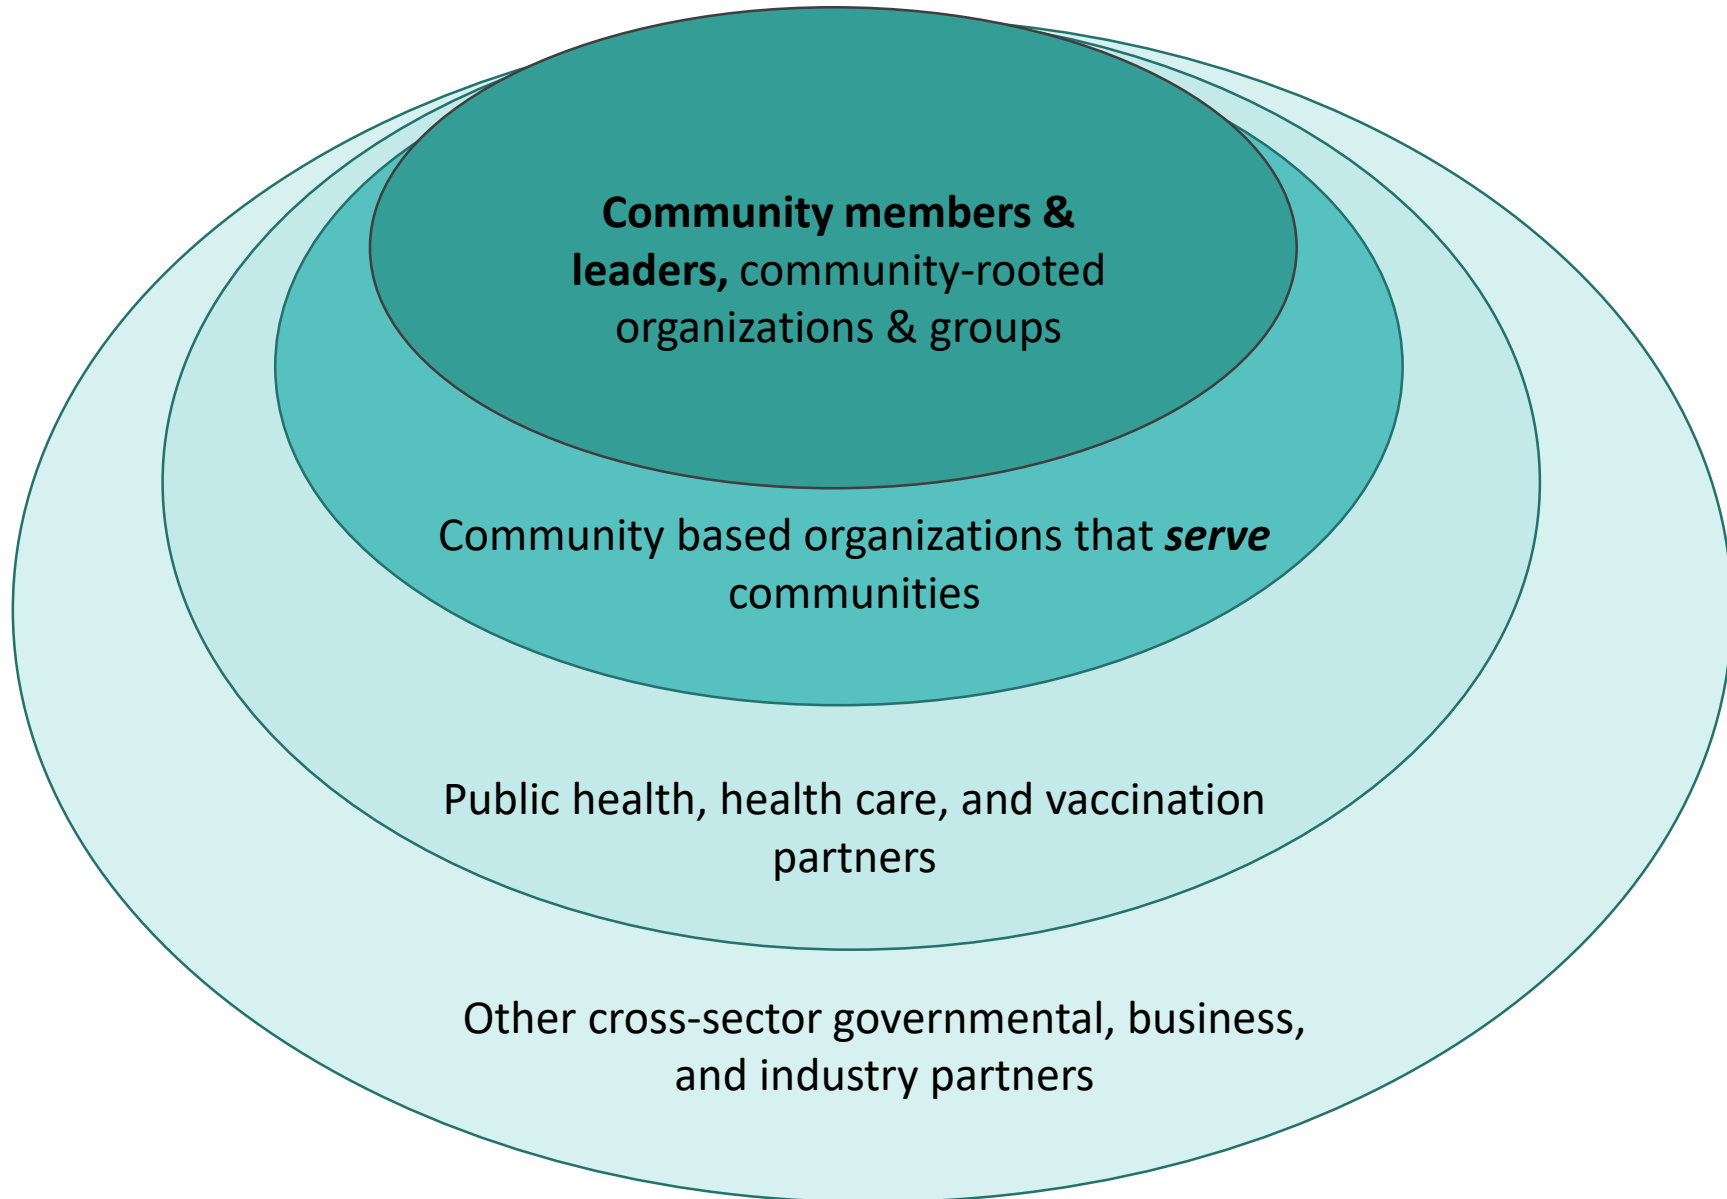 Community members &
leaders, community-rooted
organizations & groups
Community based organizations that serve
communities
Public health, health care, and vaccination
partners
Other cross-sector governmental, business,
and industry partners